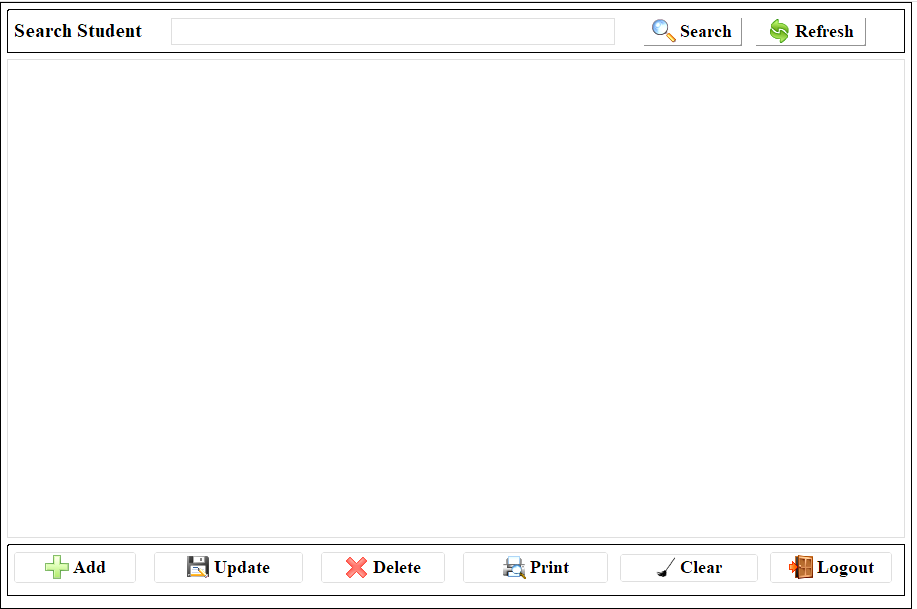 Search Student Search Refresh
Add Update Delete Print Clear Logout